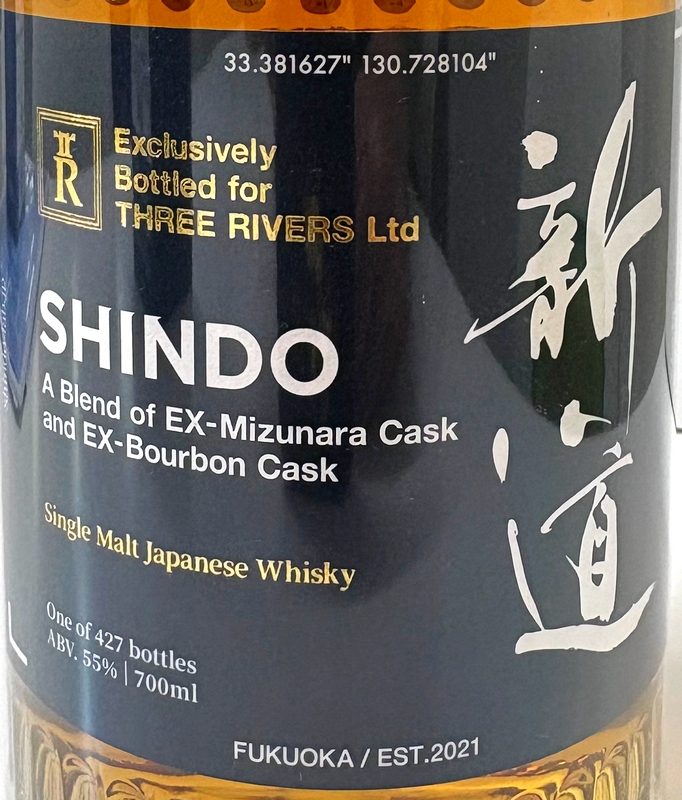 33.381627" 130.728104"
TR
Exclusively
Bottled for
THREE RIVERS Ltd
新道
SHINDO
A Blend of EX-Mizunara Cask
and EX-Bourbon Cask
Single Malt Japanese Whisky
One of 427 bottles
ABV. 55% | 700ml
FUKUOKA / EST.2021